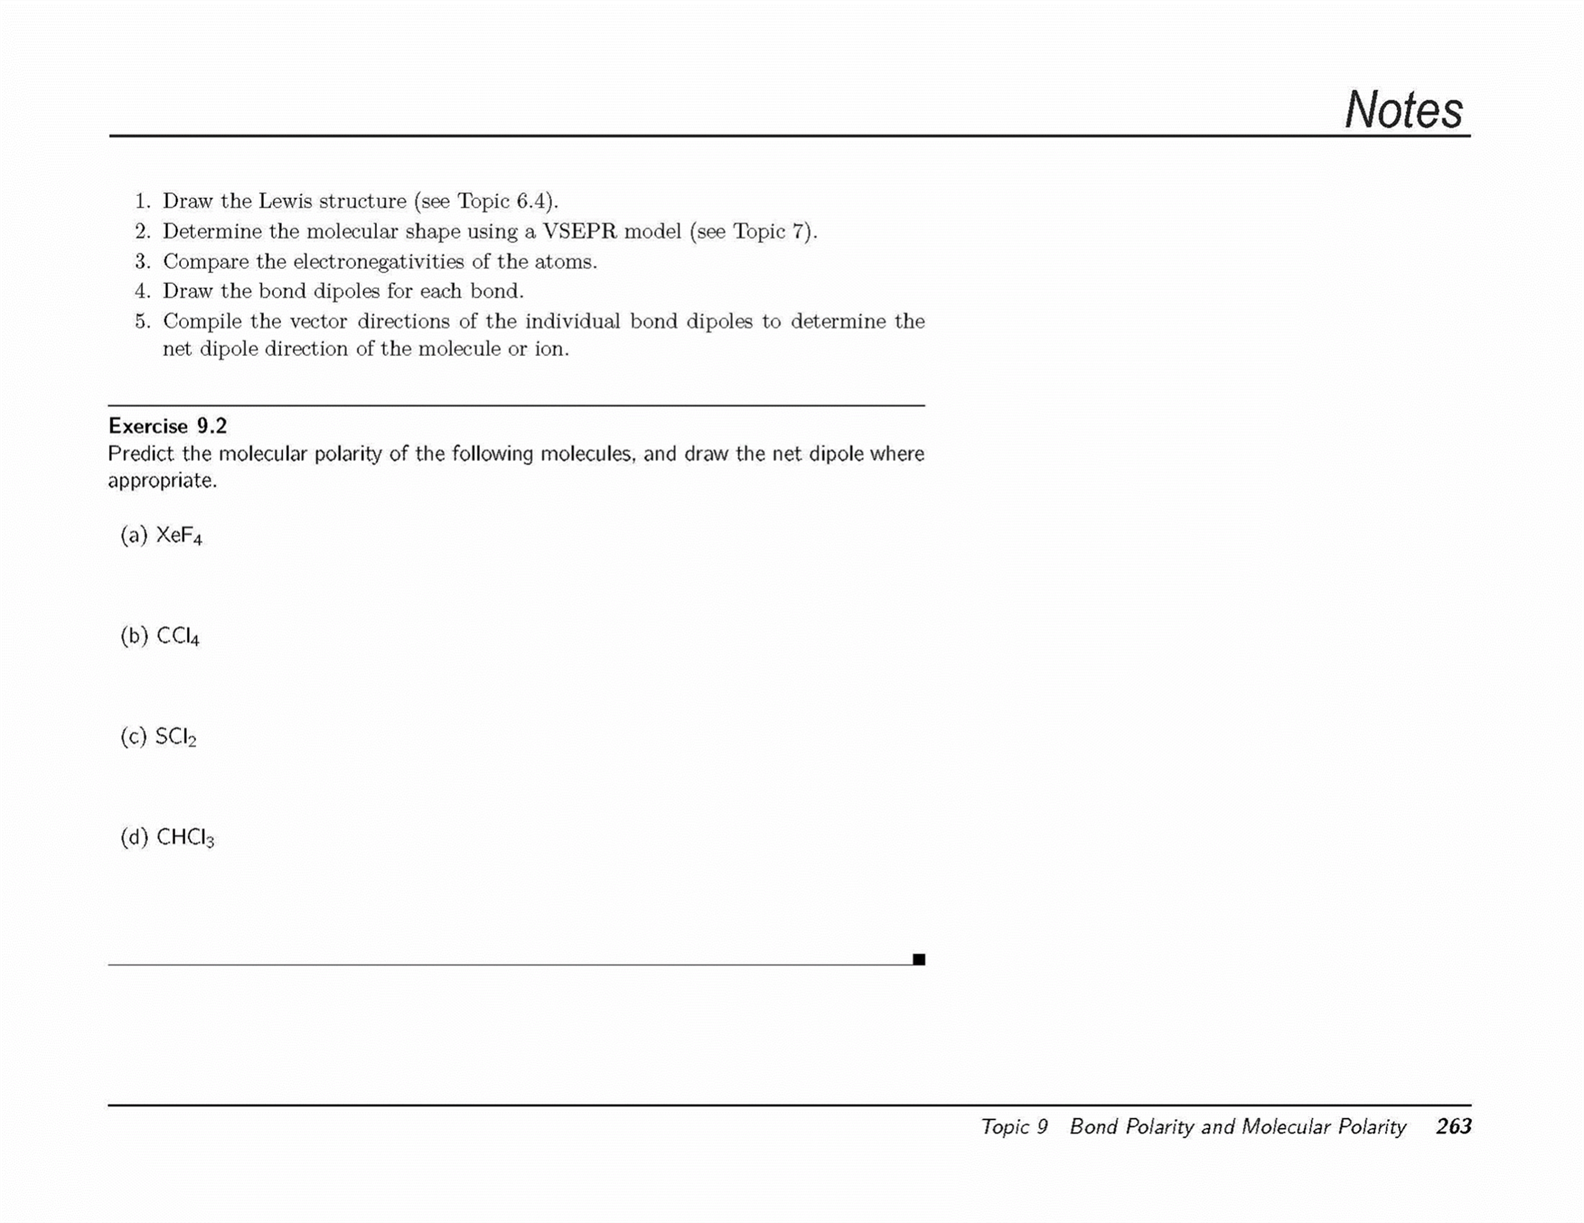 Notes
1. Draw the Lewis structure (see Topic 6.4).
2. Determine the molecular shape using a VSEPR model (see Topic 7).
3. Compare the electronegativities of the atoms.
4. Draw the bond dipoles for each bond.
5. Compile the vector directions of the individual bond dipoles to determine the
net dipole direction of the molecule or ion.
Exercise 9.2
Predict the molecular polarity of the following molecules, and draw the net dipole where
appropriate.
(a) XeF₄
(b) CCl₄
(c) SCl₂
(d) CHCl₃
Topic 9 Bond Polarity and Molecular Polarity 263